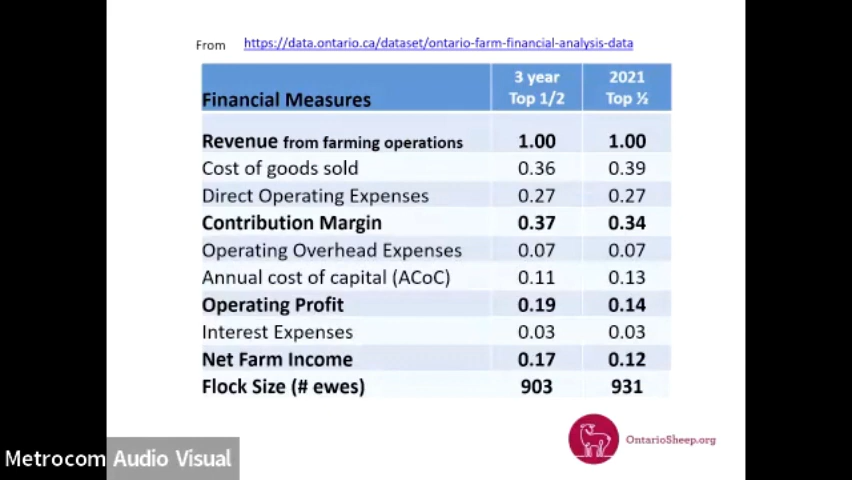 From https://data.ontario.ca/dataset/ontario-farm-financial-analysis-data
Financial Measures 3 year Top 1/2 2021 Top ½
Revenue from farming operations 1.00 1.00
Cost of goods sold 0.36 0.39
Direct Operating Expenses 0.27 0.27
Contribution Margin 0.37 0.34
Operating Overhead Expenses 0.07 0.07
Annual cost of capital (ACoC) 0.11 0.13
Operating Profit 0.19 0.14
Interest Expenses 0.03 0.03
Net Farm Income 0.17 0.12
Flock Size (# ewes) 903 931
OntarioSheep.org
Metrocom Audio Visual